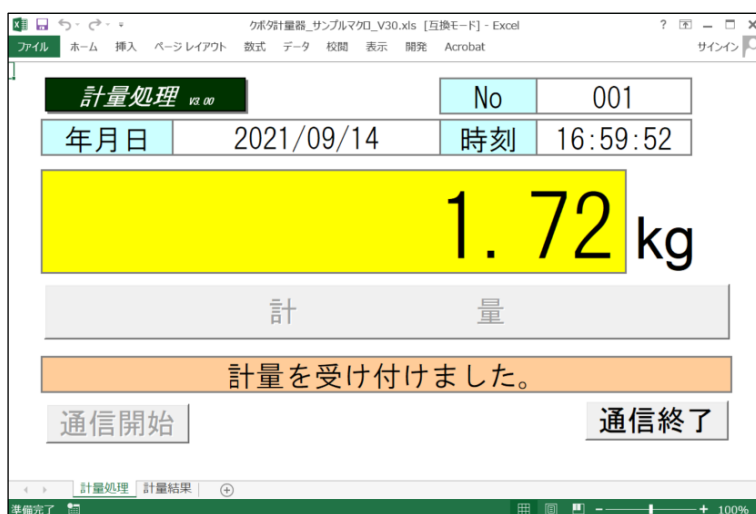 クボタ計量器_サンプルマクロ_V30.xls [互換モード] - Excel
ファイル ホーム 挿入 ページ レイアウト 数式 データ 校閲 表示 開発 Acrobat サインイン
計量処理 V3.00 No 001
年月日 2021/09/14 時刻 16:59:52
1.72 kg
計 量
計量を受け付けました。
通信開始 通信終了
計量処理 計量結果
準備完了 100%